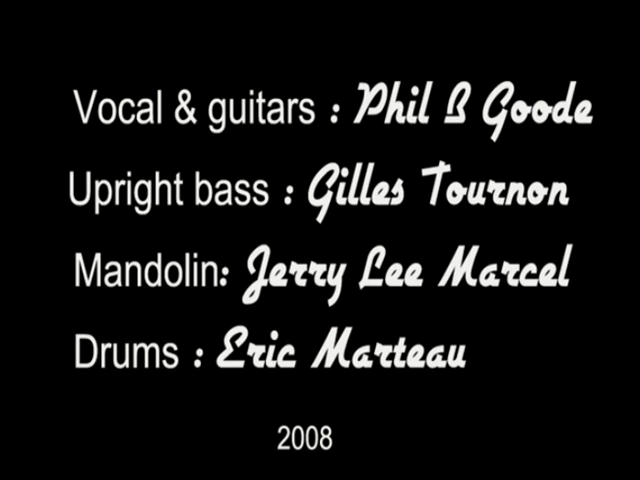 Vocal & guitars : Phil B Goode
Upright bass : Gilles Tournon
Mandolin: Jerry Lee Marcel
Drums : Eric Marteau
2008